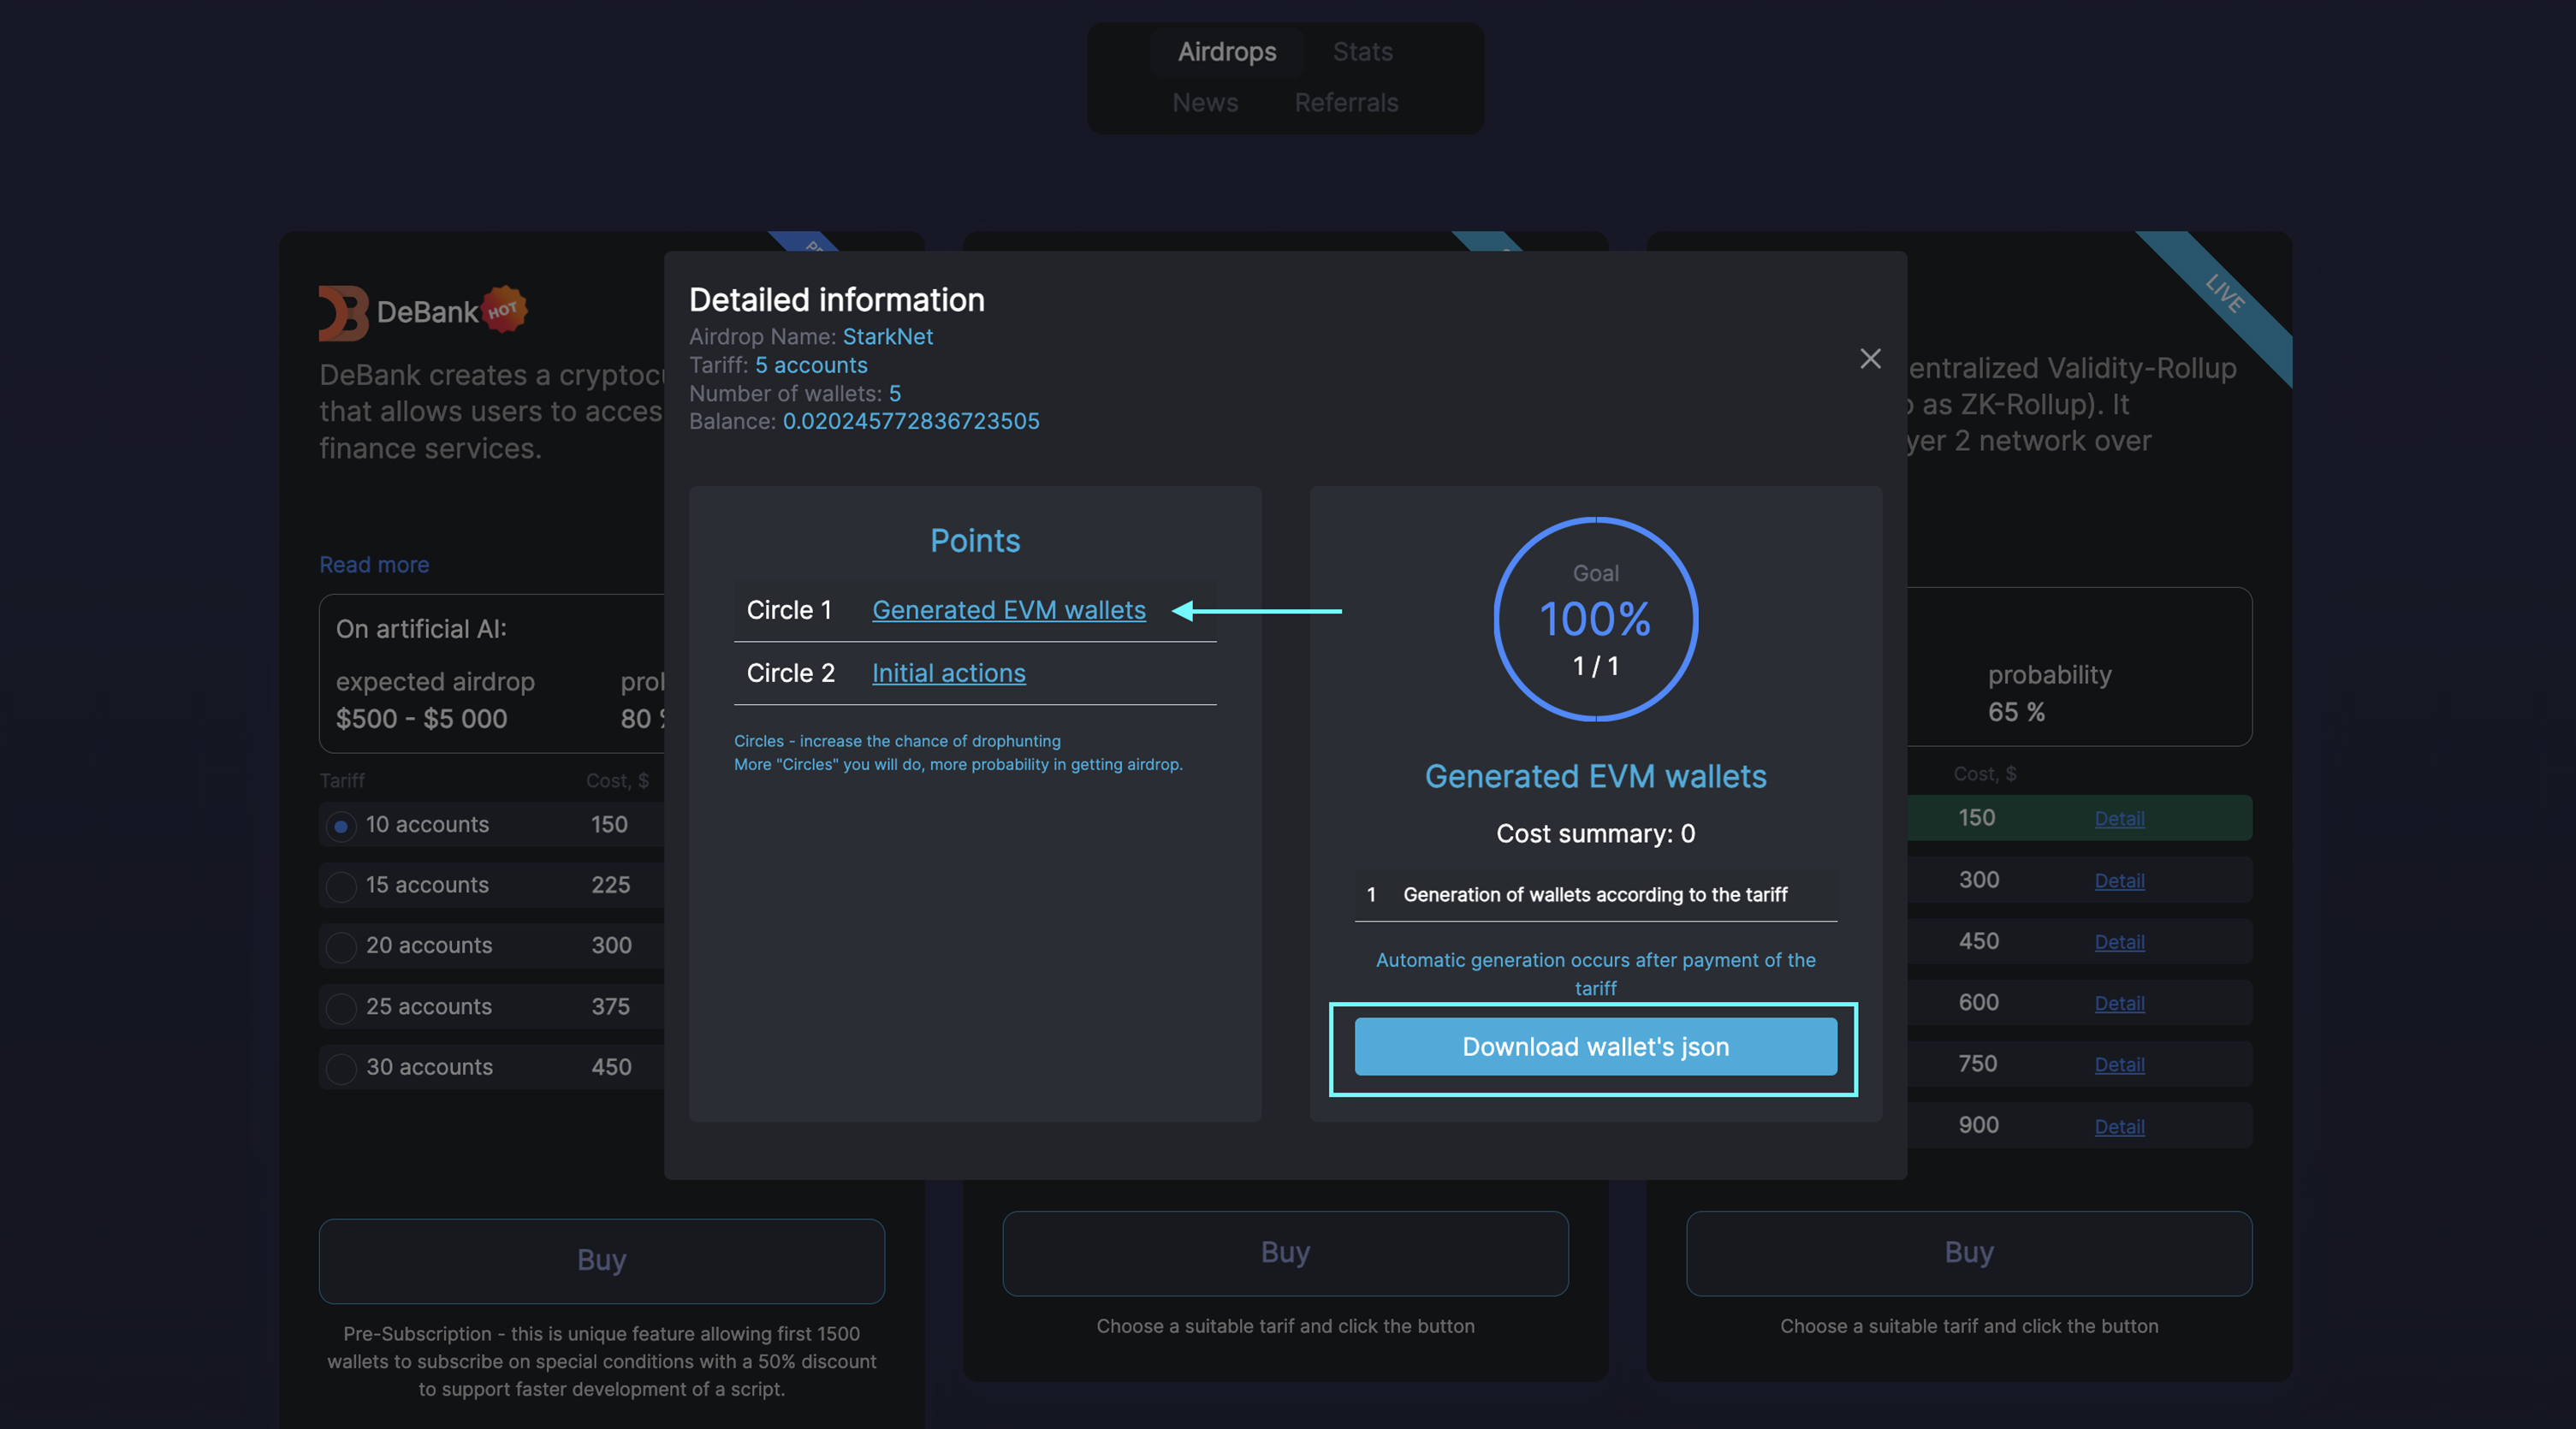 Airdrops Stats
News Referrals
DeBank HOT
DeBank creates a
that allows users to
finance services.
Read more
On artificial AI:
expected airdrop
$500 - $5 000 80
Tariff Cost, $
10 accounts 150
15 accounts 225
20 accounts 300
25 accounts 375
30 accounts 450
Buy
Pre-Subscription - this is unique feature allowing first 1500
wallets to subscribe on special conditions with a 50% discount
to support faster development of a script.
Detailed information
Airdrop Name: StarkNet
Tariff: 5 accounts
Number of wallets: 5
Balance: 0.020245772836723505
Points
Circle 1 Generated EVM wallets
Circle 2 Initial actions
Circles - increase the chance of drophunting
More "Circles" you will do, more probability in getting airdrop.
Goal
100%
1 / 1
Generated EVM wallets
Cost summary: 0
1 Generation of wallets according to the tariff
Automatic generation occurs after payment of the
tariff
Download wallet's json
Buy
Choose a suitable tarif and click the button
LIVE
Validity-Rollup
as ZK-Rollup). It
2 network over
probability
65 %
Cost, $
150 Detail
300 Detail
450 Detail
600 Detail
750 Detail
900 Detail
Buy
Choose a suitable tarif and click the button